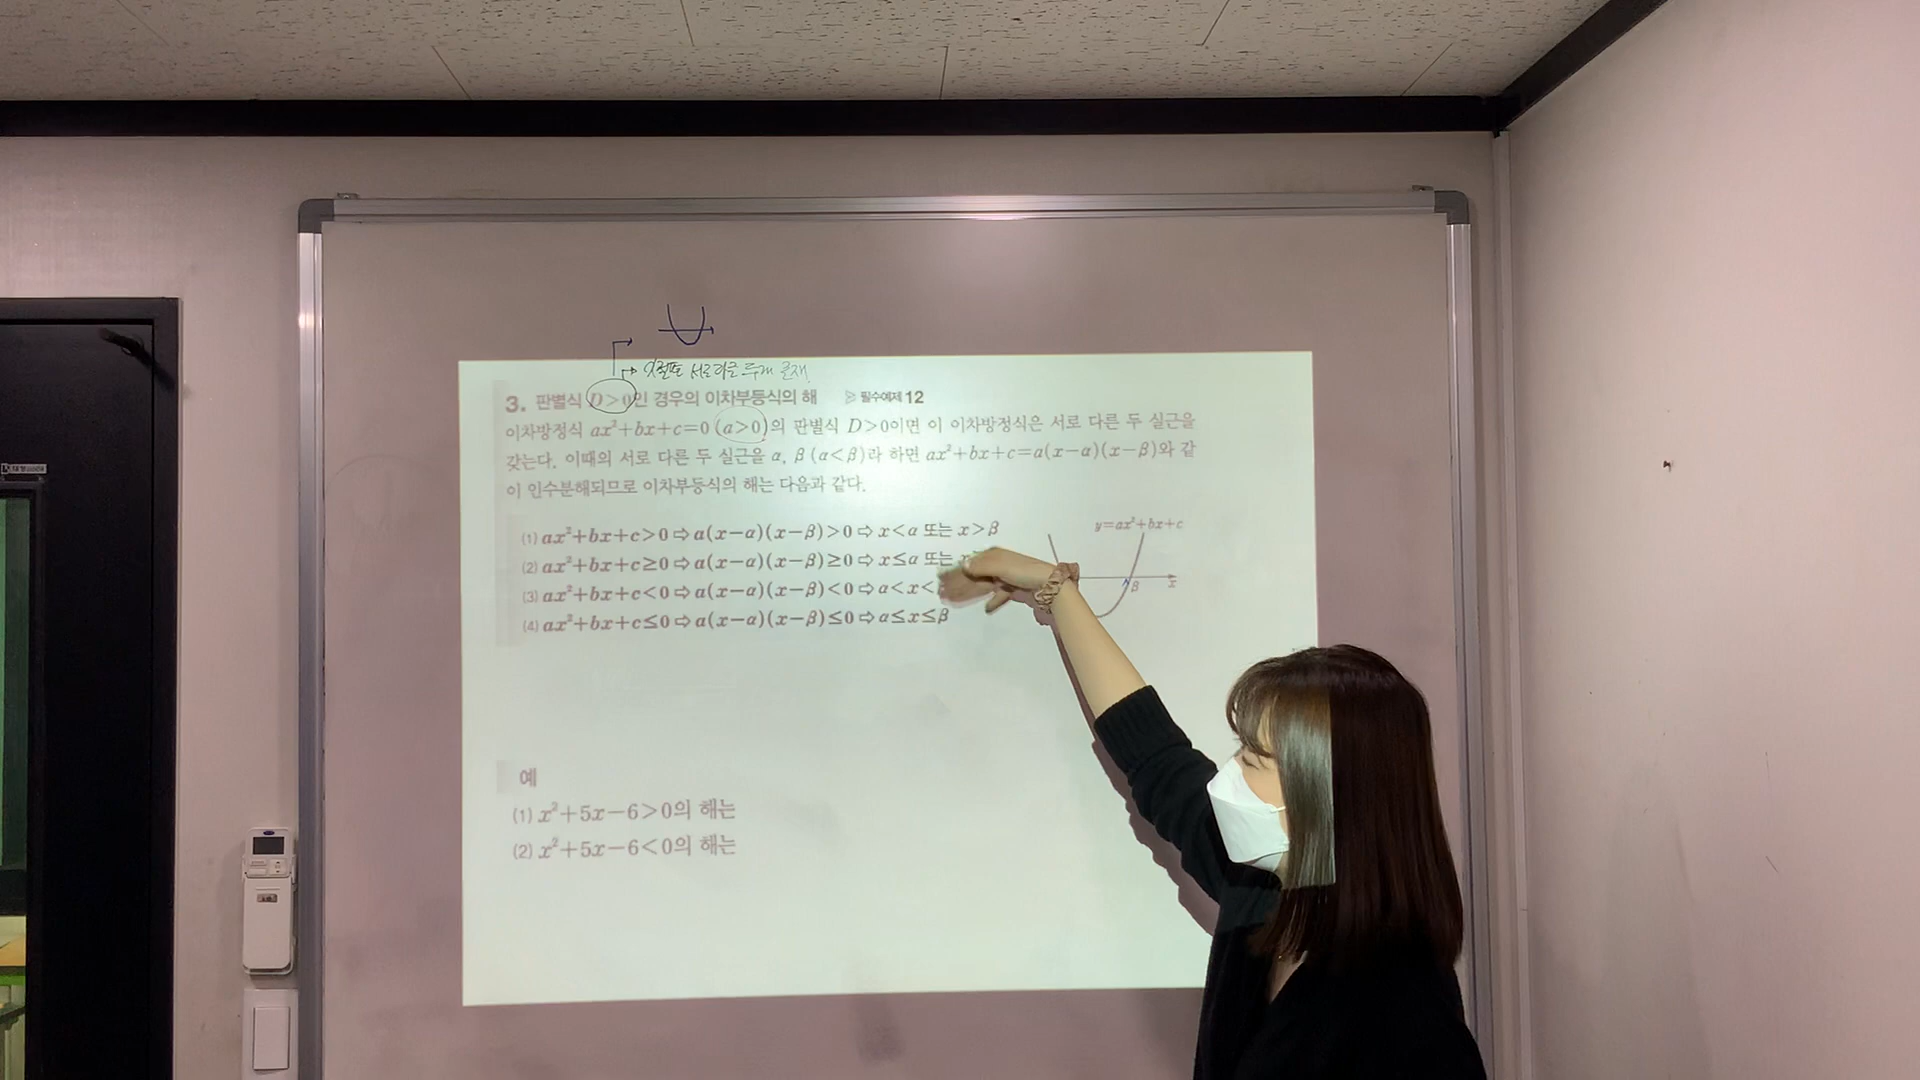 x절편 서로다른 두개 존재.
3. 판별식 D>0인 경우의 이차부등식의 해 ▷ 필수예제 12
이차방정식 ax²+bx+c=0 (a>0)의 판별식 D>0이면 이 이차방정식은 서로 다른 두 실근을
갖는다. 이때의 서로 다른 두 실근을 α, β (α<β)라 하면 ax²+bx+c=a(x-α)(x-β)와 같
이 인수분해되므로 이차부등식의 해는 다음과 같다.
(1) ax²+bx+c>0 ⇨ a(x-α)(x-β)>0 ⇨ x<α 또는 x>β
(2) ax²+bx+c≥0 ⇨ a(x-α)(x-β)≥0 ⇨ x≤α 또는
(3) ax²+bx+c<0 ⇨ a(x-α)(x-β)<0 ⇨ α<x<
(4) ax²+bx+c≤0 ⇨ a(x-α)(x-β)≤0 ⇨ α≤x≤β
y=ax²+bx+c
β x
예
(1) x²+5x-6>0의 해는
(2) x²+5x-6<0의 해는